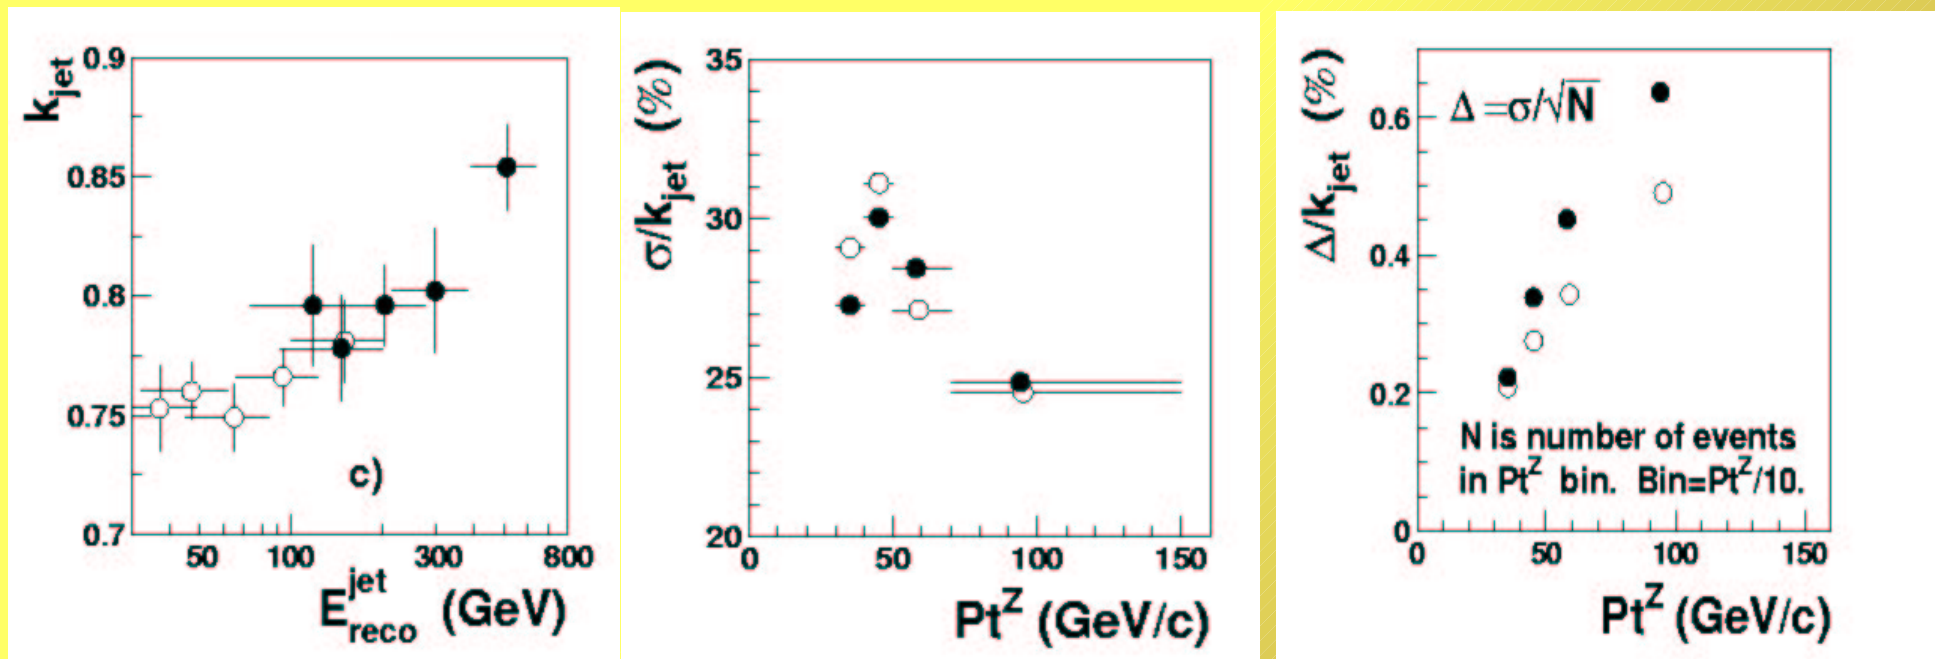 k_jet
0.9
0.85
0.8
0.75
0.7
c)
50 100 300 800
E^jet_reco (GeV)
σ/k_jet (%)
35
30
25
20
0 50 100 150
Pt^Z (GeV/c)
Δ/k_jet (%)
Δ =σ/√N
0.6
0.4
0.2
0
N is number of events
in Pt^Z bin. Bin=Pt^Z/10.
0 50 100 150
Pt^Z (GeV/c)